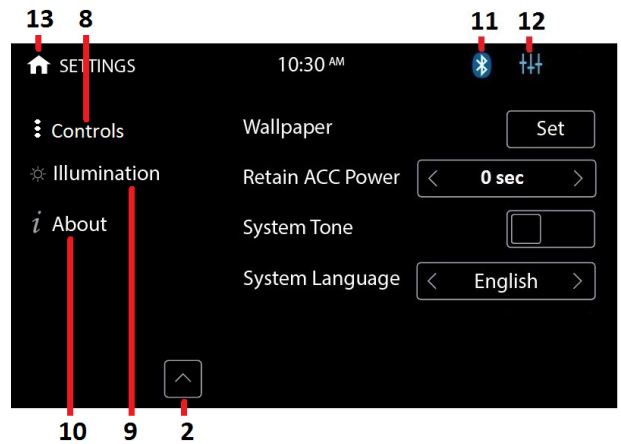 13 8 11 12
SETTINGS 10:30 AM
Controls Wallpaper Set
Illumination Retain ACC Power < 0 sec >
i About System Tone
System Language < English >
10 9 2